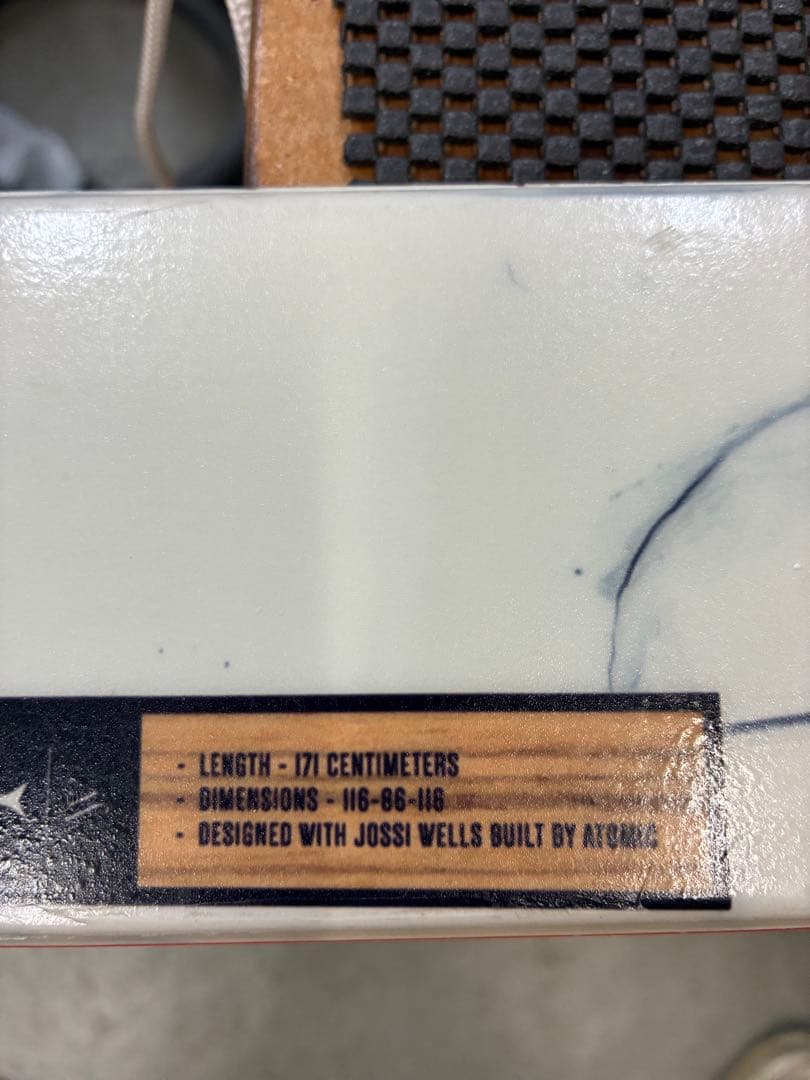 - LENGTH - 171 CENTIMETERS
- DIMENSIONS - 116-86-116
- DESIGNED WITH JOSSI WELLS BUILT BY ATOMIC